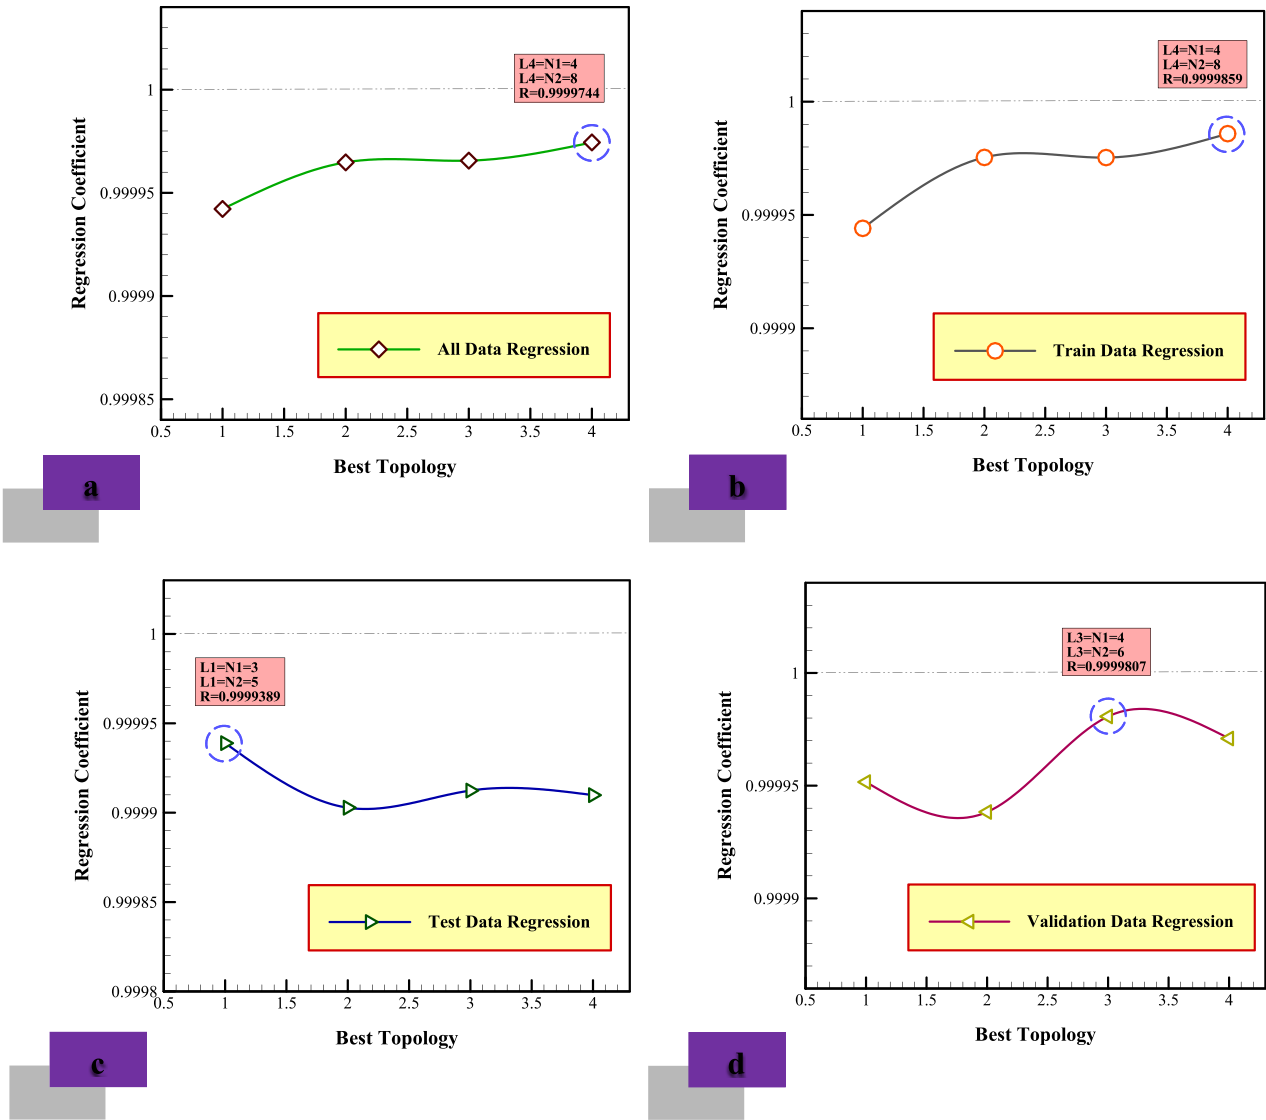 L4=N1=4
L4=N2=8
R=0.9999744
1
0.99995
0.9999
0.99985
Regression Coefficient
All Data Regression
0.5 1 1.5 2 2.5 3 3.5 4
Best Topology
a
L4=N1=4
L4=N2=8
R=0.9999859
1
0.99995
0.9999
Regression Coefficient
Train Data Regression
0.5 1 1.5 2 2.5 3 3.5 4
Best Topology
b
1
L1=N1=3
L1=N2=5
R=0.9999389
0.99995
0.9999
0.99985
0.9998
Regression Coefficient
Test Data Regression
0.5 1 1.5 2 2.5 3 3.5 4
Best Topology
c
L3=N1=4
L3=N2=6
R=0.9999807
1
0.99995
0.9999
Regression Coefficient
Validation Data Regression
0.5 1 1.5 2 2.5 3 3.5 4
Best Topology
d